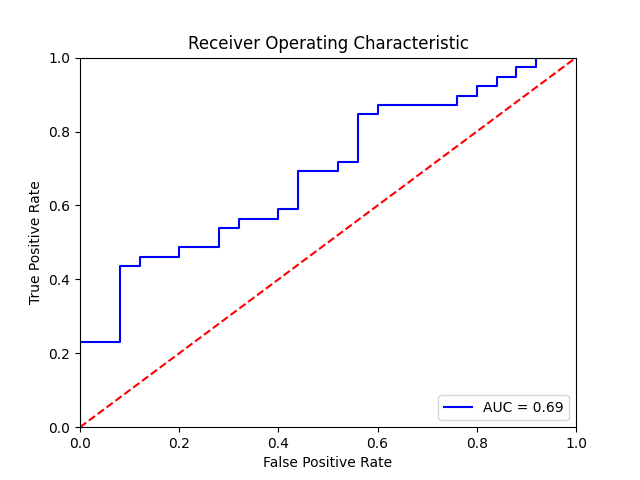 Receiver Operating Characteristic
1.0
0.8
0.6
0.4
0.2
0.0
True Positive Rate
AUC = 0.69
0.0 0.2 0.4 0.6 0.8 1.0
False Positive Rate